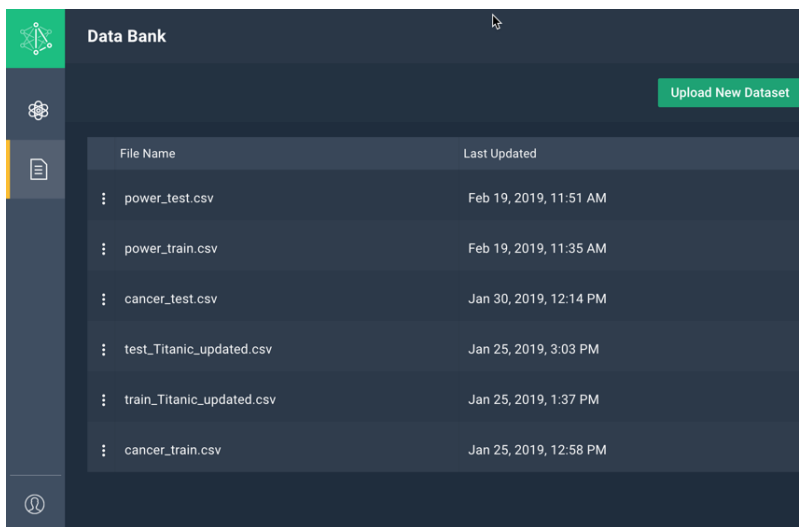 Data Bank
Upload New Dataset
File Name Last Updated
power_test.csv Feb 19, 2019, 11:51 AM
power_train.csv Feb 19, 2019, 11:35 AM
cancer_test.csv Jan 30, 2019, 12:14 PM
test_Titanic_updated.csv Jan 25, 2019, 3:03 PM
train_Titanic_updated.csv Jan 25, 2019, 1:37 PM
cancer_train.csv Jan 25, 2019, 12:58 PM